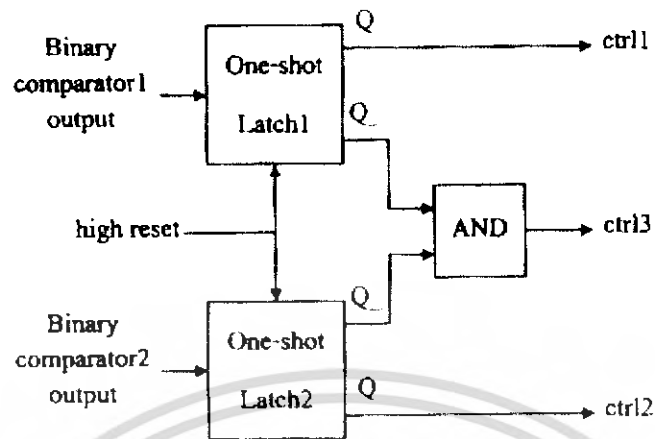 Q
ctrl1
Binary
comparator1
output
One-shot
Latch1
Q_
high reset
AND
ctrl3
Q_
Binary
comparator2
output
One-shot
Latch2
Q
ctrl2